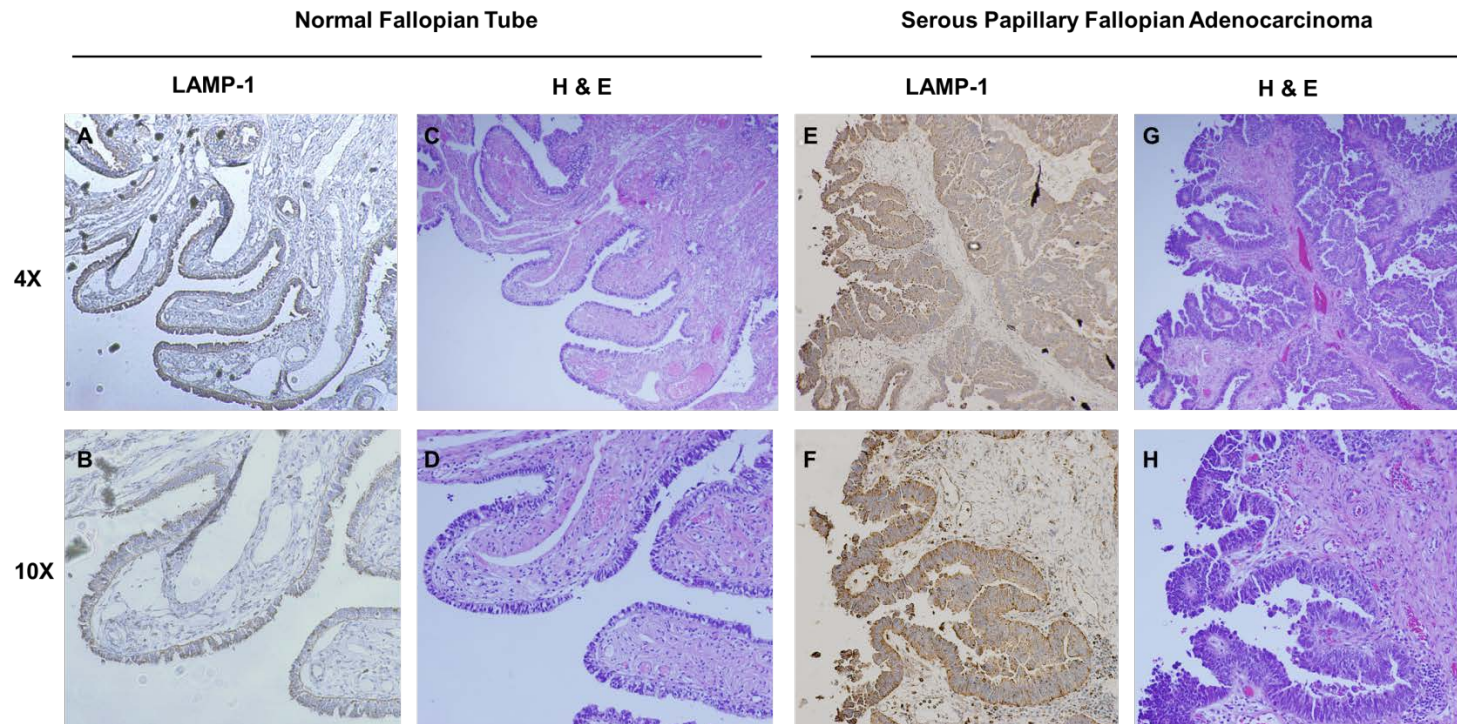 Normal Fallopian Tube
Serous Papillary Fallopian Adenocarcinoma
LAMP-1
H & E
LAMP-1
H & E
4X
A
C
E
G
10X
B
D
F
H